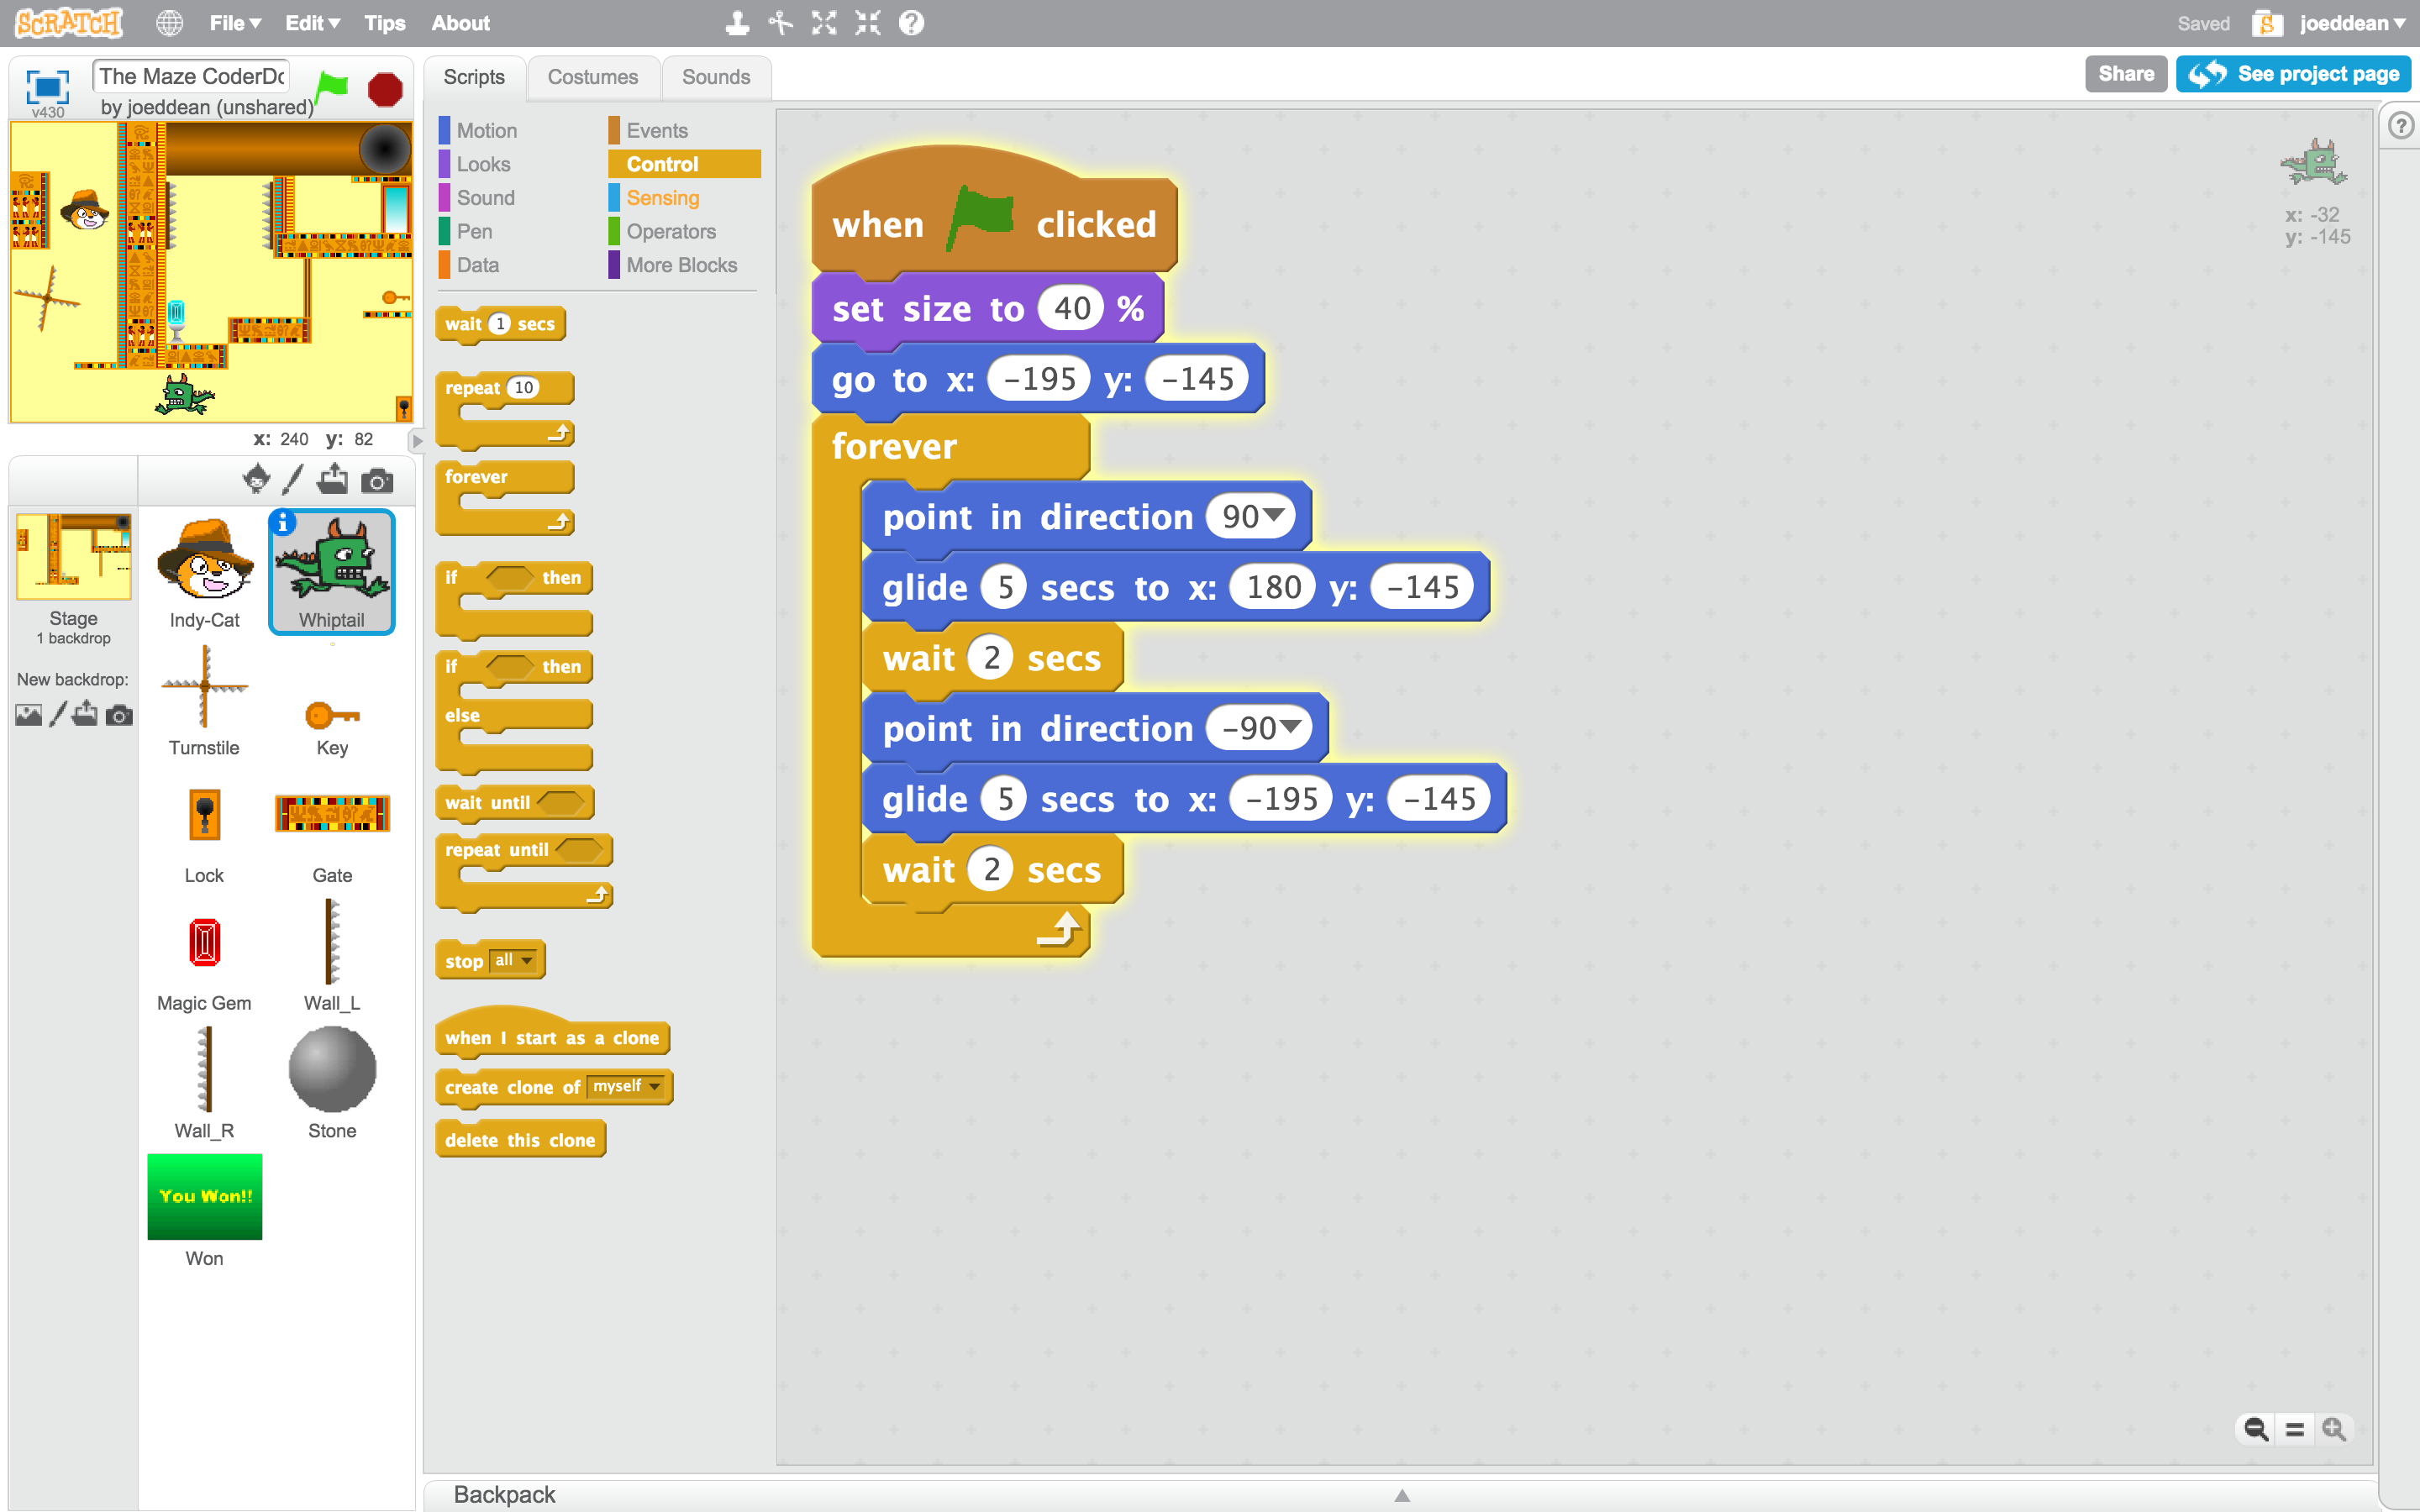 SCRATCH File Edit Tips About Saved S joeddean
The Maze CoderDo
by joeddean (unshared)
v430
x: 240 y: 82
Scripts Costumes Sounds
Share See project page
Motion Events
Looks Control
Sound Sensing
Pen Operators
Data More Blocks
wait 1 secs
repeat 10
forever
if then
if then
else
wait until
repeat until
stop all
when I start as a clone
create clone of myself
delete this clone
when clicked
set size to 40 %
go to x: -195 y: -145
forever
point in direction 90
glide 5 secs to x: 180 y: -145
wait 2 secs
point in direction -90
glide 5 secs to x: -195 y: -145
wait 2 secs
x: -32
y: -145
Stage
1 backdrop
New backdrop:
Indy-Cat Whiptail
Turnstile Key
Lock Gate
Magic Gem Wall_L
Wall_R Stone
You Won!!
Won
Backpack